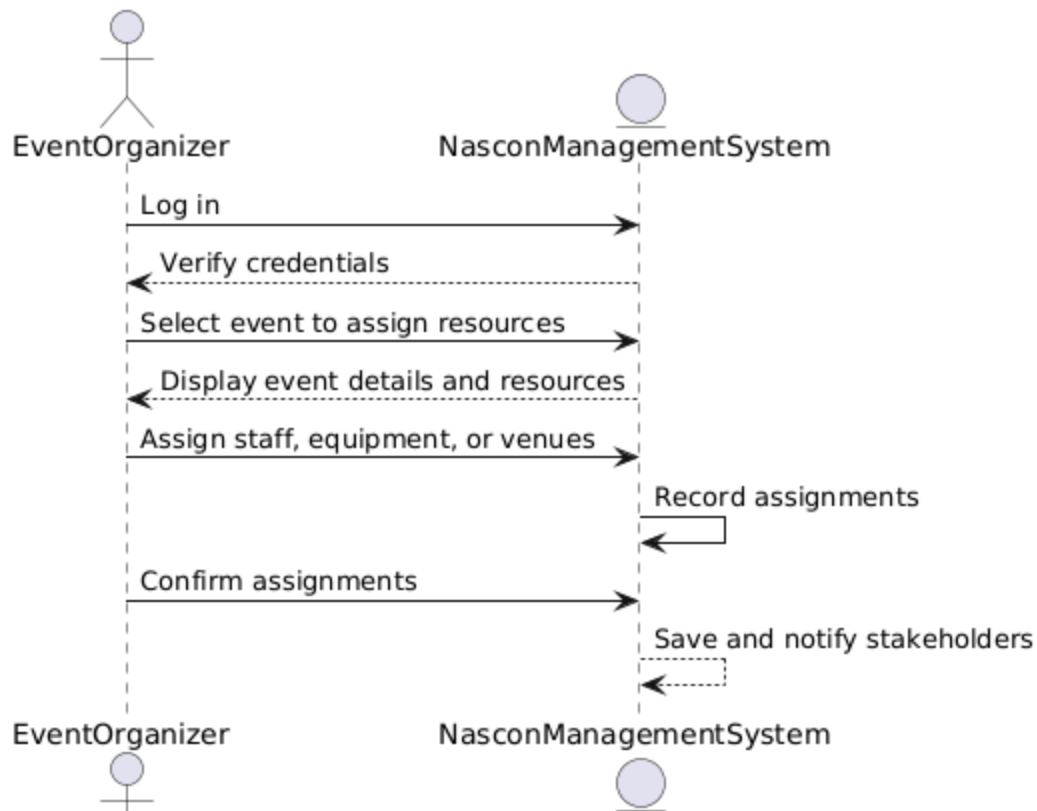 EventOrganizer
NasconManagementSystem
Log in
Verify credentials
Select event to assign resources
Display event details and resources
Assign staff, equipment, or venues
Record assignments
Confirm assignments
Save and notify stakeholders
EventOrganizer
NasconManagementSystem